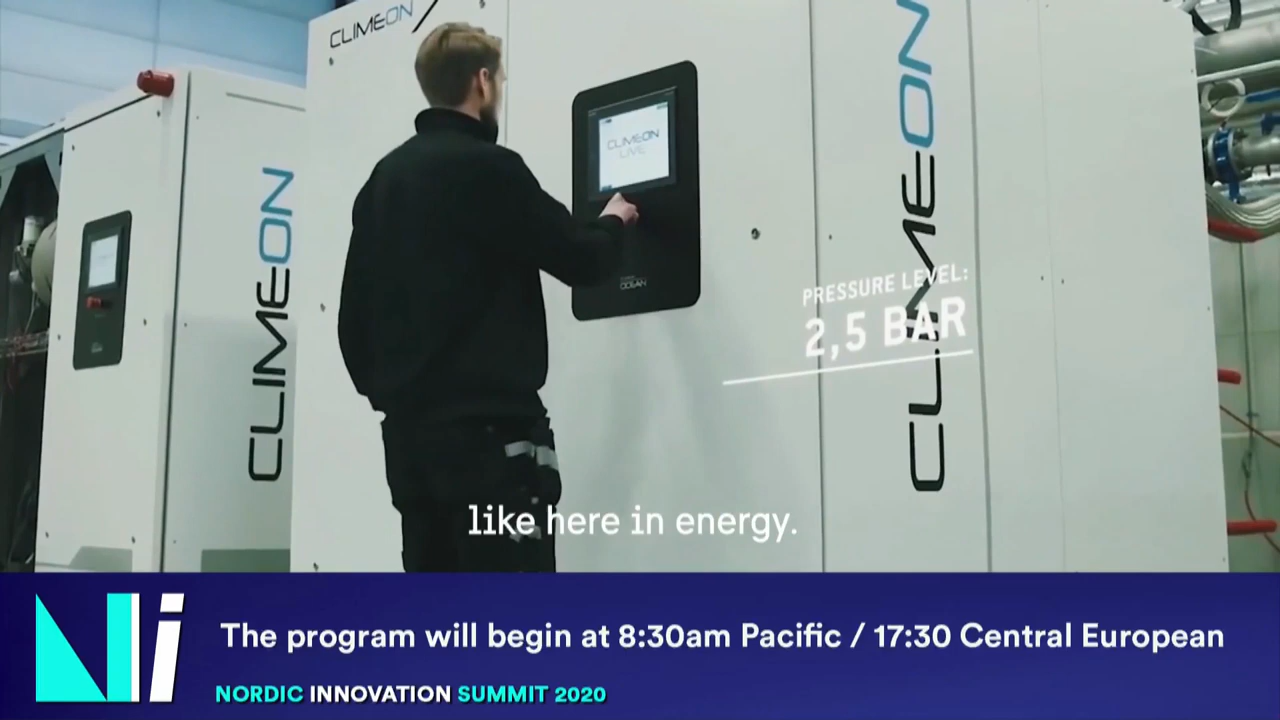 CLIMEON
CLIMEON
LIVE
CLIMEON
CLIMEON
OCEAN
PRESSURE LEVEL:
2,5 BAR
like here in energy.
Ni
The program will begin at 8:30am Pacific / 17:30 Central European
NORDIC INNOVATION SUMMIT 2020